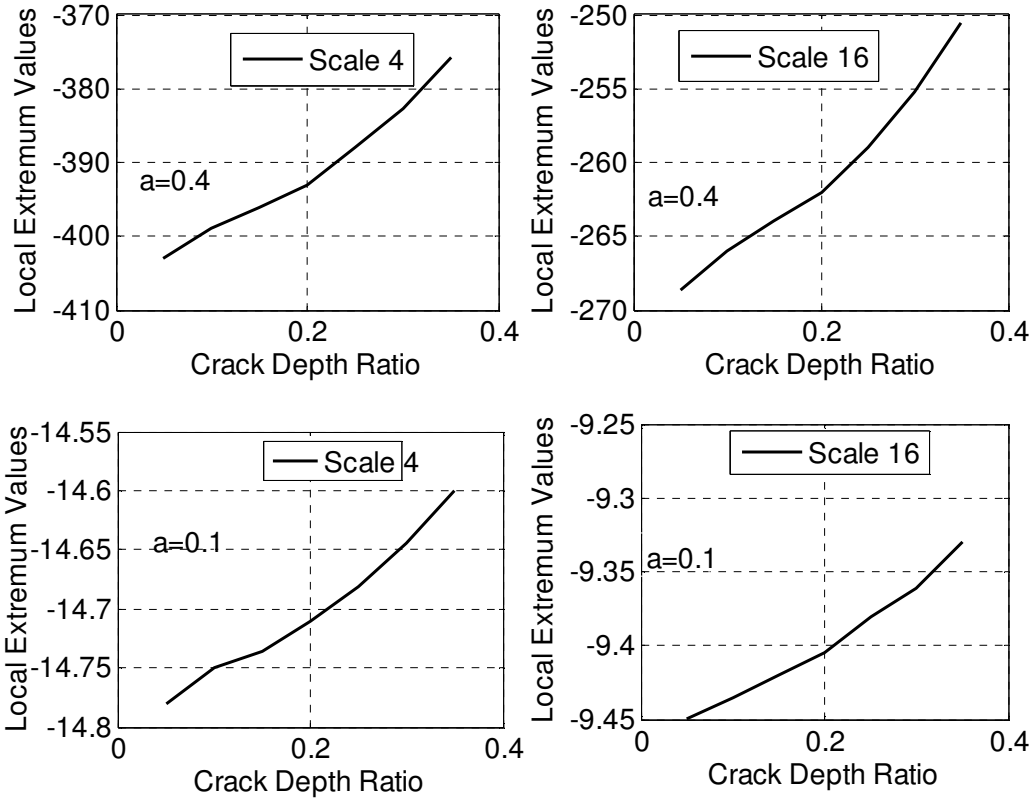 -370
-380
-390
-400
-410
0
0.2
0.4
Local Extremum Values
Crack Depth Ratio
Scale 4
a=0.4
-250
-255
-260
-265
-270
0
0.2
0.4
Local Extremum Values
Crack Depth Ratio
Scale 16
a=0.4
-14.55
-14.6
-14.65
-14.7
-14.75
-14.8
0
0.2
0.4
Local Extremum Values
Crack Depth Ratio
Scale 4
a=0.1
-9.25
-9.3
-9.35
-9.4
-9.45
0
0.2
0.4
Local Extremum Values
Crack Depth Ratio
Scale 16
a=0.1